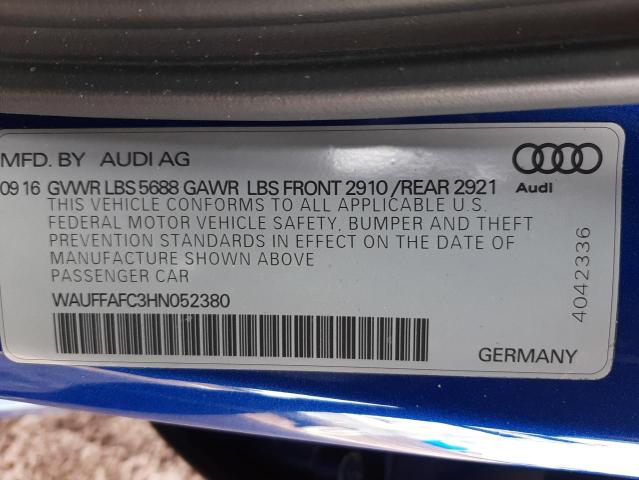 MFD. BY AUDI AG
09 16 GVWR LBS 5688 GAWR LBS FRONT 2910 /REAR 2921
Audi
THIS VEHICLE CONFORMS TO ALL APPLICABLE U.S.
FEDERAL MOTOR VEHICLE SAFETY, BUMPER AND THEFT
PREVENTION STANDARDS IN EFFECT ON THE DATE OF
MANUFACTURE SHOWN ABOVE
PASSENGER CAR
WAUFFAFC3HN052380
4042336
GERMANY